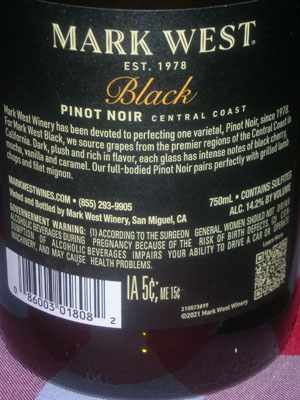 MARK WEST
EST. 1978
Black
PINOT NOIR CENTRAL COAST
Mark West Winery has been devoted to perfecting one varietal, Pinot Noir, since 1978.
For Mark West Black, we source grapes from the premier regions of the Central Coast in
California. Dark, plush and rich in flavor, each glass has intense notes of black cherry,
mocha, vanilla and caramel. Our full-bodied Pinot Noir pairs perfectly with grilled lamb
chops and filet mignon.
MARKWESTWINES.COM • (855) 293-9905
Vinted and Bottled by Mark West Winery, San Miguel, CA
750mL • CONTAINS SULFITES
ALC. 14.2% BY VOLUME
GOVERNMENT WARNING: (1) ACCORDING TO THE SURGEON GENERAL, WOMEN SHOULD NOT DRINK
ALCOHOLIC BEVERAGES DURING PREGNANCY BECAUSE OF THE RISK OF BIRTH DEFECTS. (2) CON-
SUMPTION OF ALCOHOLIC BEVERAGES IMPAIRS YOUR ABILITY TO DRIVE A CAR OR OPERATE
MACHINERY, AND MAY CAUSE HEALTH PROBLEMS.
Learn More
0 86003 01808 2
IA 5¢, ME 15¢
210073899
©2021 Mark West Winery